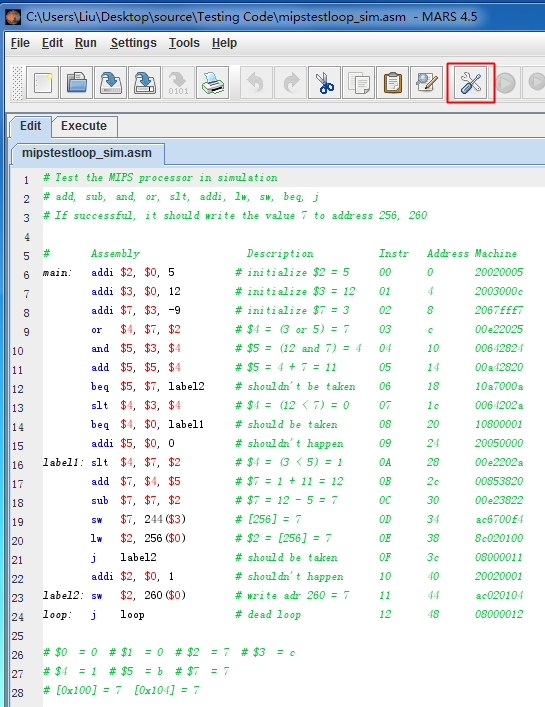 C:\Users\Liu\Desktop\source\Testing Code\mipstestloop_sim.asm - MARS 4.5
File Edit Run Settings Tools Help
0101
Edit Execute
mipstestloop_sim.asm
1 # Test the MIPS processor in simulation
2 # add, sub, and, or, slt, addi, lw, sw, beq, j
3 # If successful, it should write the value 7 to address 256, 260
4
5 # Assembly Description Instr Address Machine
6 main: addi $2, $0, 5 # initialize $2 = 5 00 0 20020005
7 addi $3, $0, 12 # initialize $3 = 12 01 4 2003000c
8 addi $7, $3, -9 # initialize $7 = 3 02 8 2067fff7
9 or $4, $7, $2 # $4 = (3 or 5) = 7 03 c 00e22025
10 and $5, $3, $4 # $5 = (12 and 7) = 4 04 10 00642824
11 add $5, $5, $4 # $5 = 4 + 7 = 11 05 14 00a42820
12 beq $5, $7, label2 # shouldn't be taken 06 18 10a7000a
13 slt $4, $3, $4 # $4 = (12 < 7) = 0 07 1c 0064202a
14 beq $4, $0, label1 # should be taken 08 20 10800001
15 addi $5, $0, 0 # shouldn't happen 09 24 20050000
16 label1: slt $4, $7, $2 # $4 = (3 < 5) = 1 0A 28 00e2202a
17 add $7, $4, $5 # $7 = 1 + 11 = 12 0B 2c 00853820
18 sub $7, $7, $2 # $7 = 12 - 5 = 7 0C 30 00e23822
19 sw $7, 244($3) # [256] = 7 0D 34 ac6700f4
20 lw $2, 256($0) # $2 = [256] = 7 0E 38 8c020100
21 j label2 # should be taken 0F 3c 08000011
22 addi $2, $0, 1 # shouldn't happen 10 40 20020001
23 label2: sw $2, 260($0) # write adr 260 = 7 11 44 ac020104
24 loop: j loop # dead loop 12 48 08000012
25
26 # $0 = 0 # $1 = 0 # $2 = 7 # $3 = c
27 # $4 = 1 # $5 = b # $7 = 7
28 # [0x100] = 7 [0x104] = 7